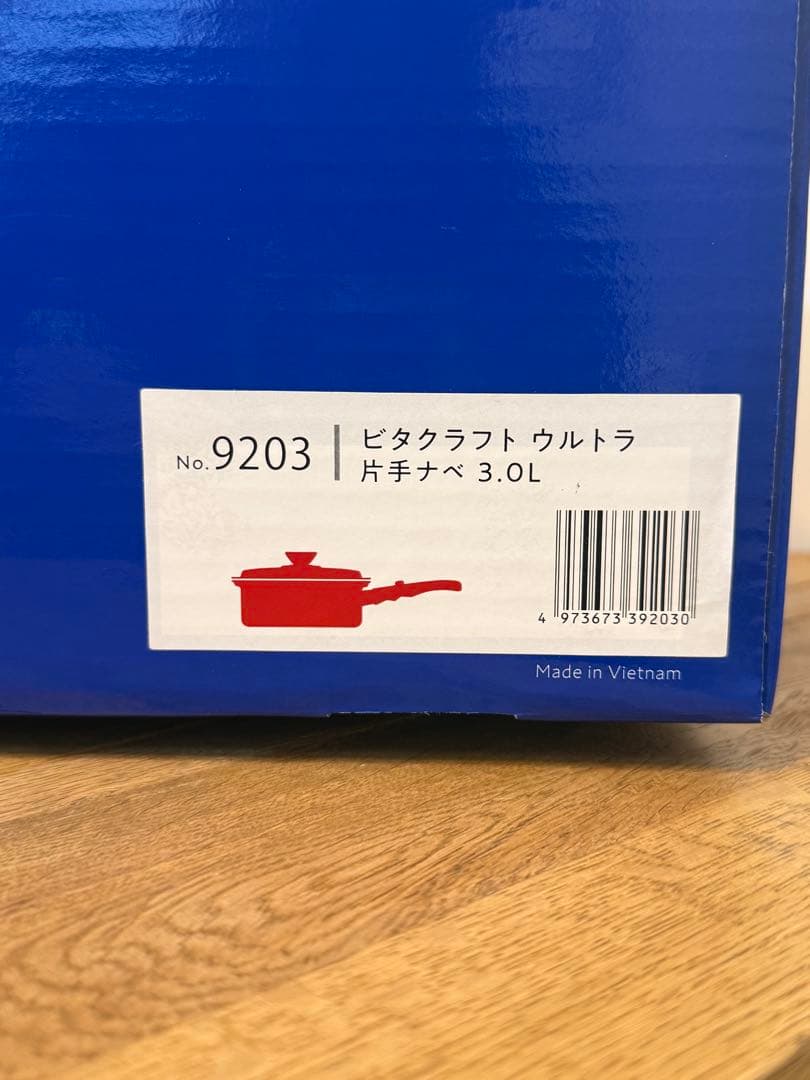 No.9203
ビタクラフト ウルトラ
片手ナベ 3.0L
4 973673 392030
Made in Vietnam